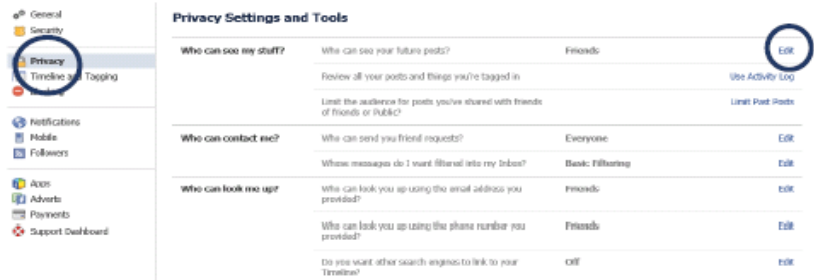 General
Security
Privacy
Timeline and Tagging
Notifications
Mobile
Followers
Apps
Adverts
Payments
Support Dashboard
Privacy Settings and Tools
Who can see my stuff? Who can see your future posts? Friends Edit
Review all your posts and things you're tagged in Use Activity Log
Limit the audience for posts you've shared with friends
of friends or Public? Limit Past Posts
Who can contact me? Who can send you friend requests? Everyone Edit
Whose messages do I want filtered into my Inbox? Basic Filtering Edit
Who can look me up? Who can look you up using the email address you
provided? Friends Edit
Who can look you up using the phone number you
provided? Friends Edit
Do you want other search engines to link to your
Timeline? Off Edit